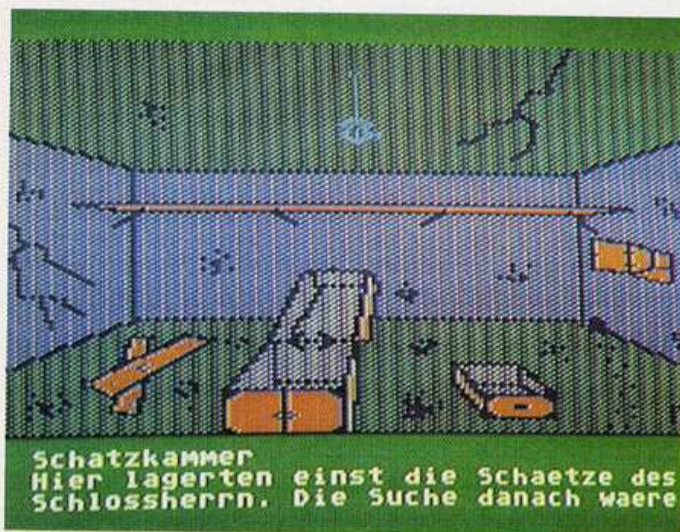 Schatzkammer
Hier lagerten einst die Schaetze des
Schlossherrn. Die Suche danach waere